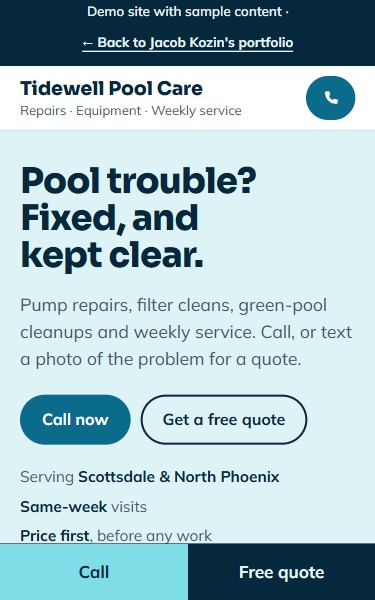 Demo site with sample content ·
← Back to Jacob Kozin's portfolio
Tidewell Pool Care
Repairs · Equipment · Weekly service
Pool trouble?
Fixed, and
kept clear.
Pump repairs, filter cleans, green-pool
cleanups and weekly service. Call, or text
a photo of the problem for a quote.
Call now
Get a free quote
Serving Scottsdale & North Phoenix
Same-week visits
Price first, before any work
Call
Free quote